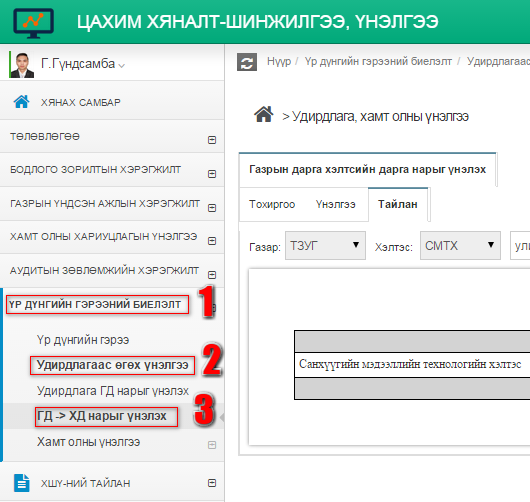 ЦАХИМ ХЯНАЛТ-ШИНЖИЛГЭЭ, ҮНЭЛГЭЭ
Г.Гүндсамба
Нүүр / Үр дүнгийн гэрээний биелэлт / Удирдлагаас
ХЯНАХ САМБАР
> Удирдлага, хамт олны үнэлгээ
ТӨЛӨВЛӨГӨӨ
БОДЛОГО ЗОРИЛТЫН ХЭРЭГЖИЛТ
Газрын дарга хэлтсийн дарга нарыг үнэлэх
ГАЗРЫН ҮНДСЭН АЖЛЫН ХЭРЭГЖИЛТ
Тохиргоо Үнэлгээ Тайлан
ХАМТ ОЛНЫ ХАРИУЦЛАГЫН ҮНЭЛГЭЭ
Газар: ТЗУГ Хэлтэс: СМТХ ули
АУДИТЫН ЗӨВЛӨМЖИЙН ХЭРЭГЖИЛТ
ҮР ДҮНГИЙН ГЭРЭЭНИЙ БИЕЛЭЛТ 1
Үр дүнгийн гэрээ
Удирдлагаас өгөх үнэлгээ 2
Санхүүгийн мэдээллийн технологийн хэлтэс
Удирдлага ГД нарыг үнэлэх
ГД -> ХД нарыг үнэлэх 3
Хамт олны үнэлгээ
ХШҮ-НИЙ ТАЙЛАН